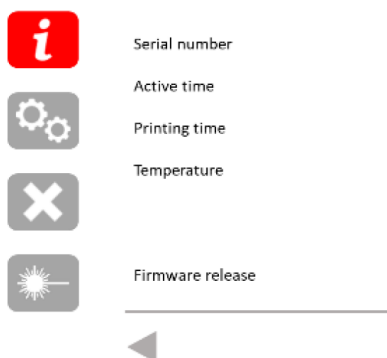 i
Serial number
Active time
Printing time
Temperature
Firmware release